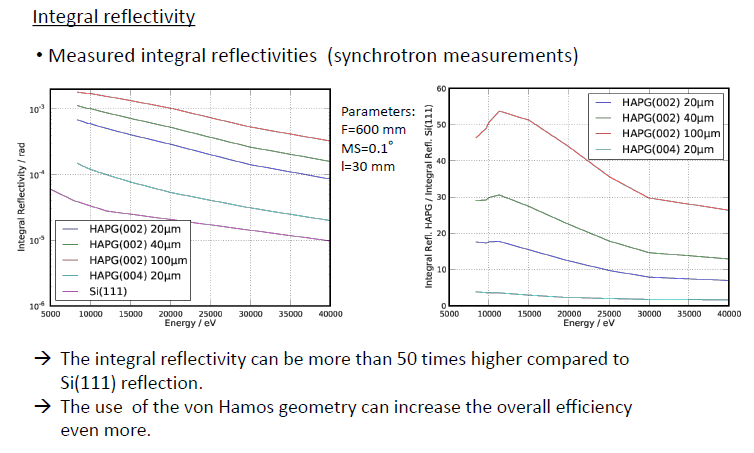 Integral reflectivity
• Measured integral reflectivities (synchrotron measurements)
10⁻³
10⁻⁴
10⁻⁵
10⁻⁶
Integral Reflectivity / rad
HAPG(002) 20μm
HAPG(002) 40μm
HAPG(002) 100μm
HAPG(004) 20μm
Si(111)
5000 10000 15000 20000 25000 30000 35000 40000
Energy / eV
Parameters:
F=600 mm
MS=0.1°
l=30 mm
60
50
40
30
20
10
0
Integral Refl. HAPG / Integral Refl. Si(111)
HAPG(002) 20μm
HAPG(002) 40μm
HAPG(002) 100μm
HAPG(004) 20μm
5000 10000 15000 20000 25000 30000 35000 40000
Energy / eV
→ The integral reflectivity can be more than 50 times higher compared to
Si(111) reflection.
→ The use of the von Hamos geometry can increase the overall efficiency
even more.